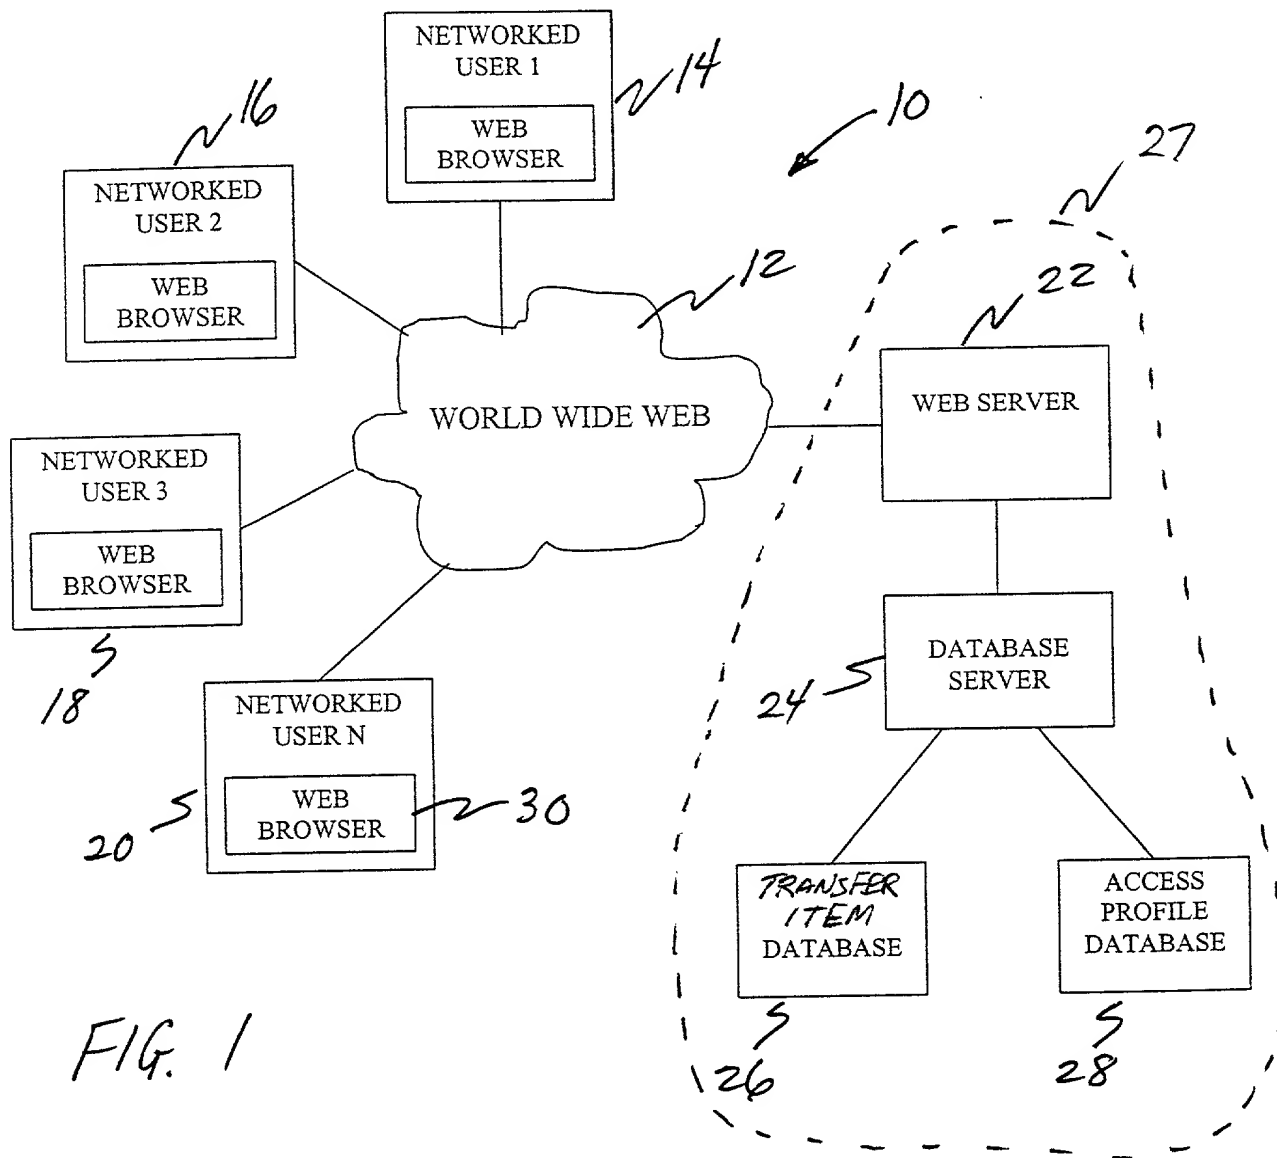 NETWORKED
USER 1
WEB
BROWSER
14
10
27
16
NETWORKED
USER 2
WEB
BROWSER
12
22
WORLD WIDE WEB
WEB SERVER
NETWORKED
USER 3
WEB
BROWSER
18
DATABASE
SERVER
24
NETWORKED
USER N
WEB
BROWSER
20
30
TRANSFER
ITEM
DATABASE
ACCESS
PROFILE
DATABASE
26
28
FIG. 1